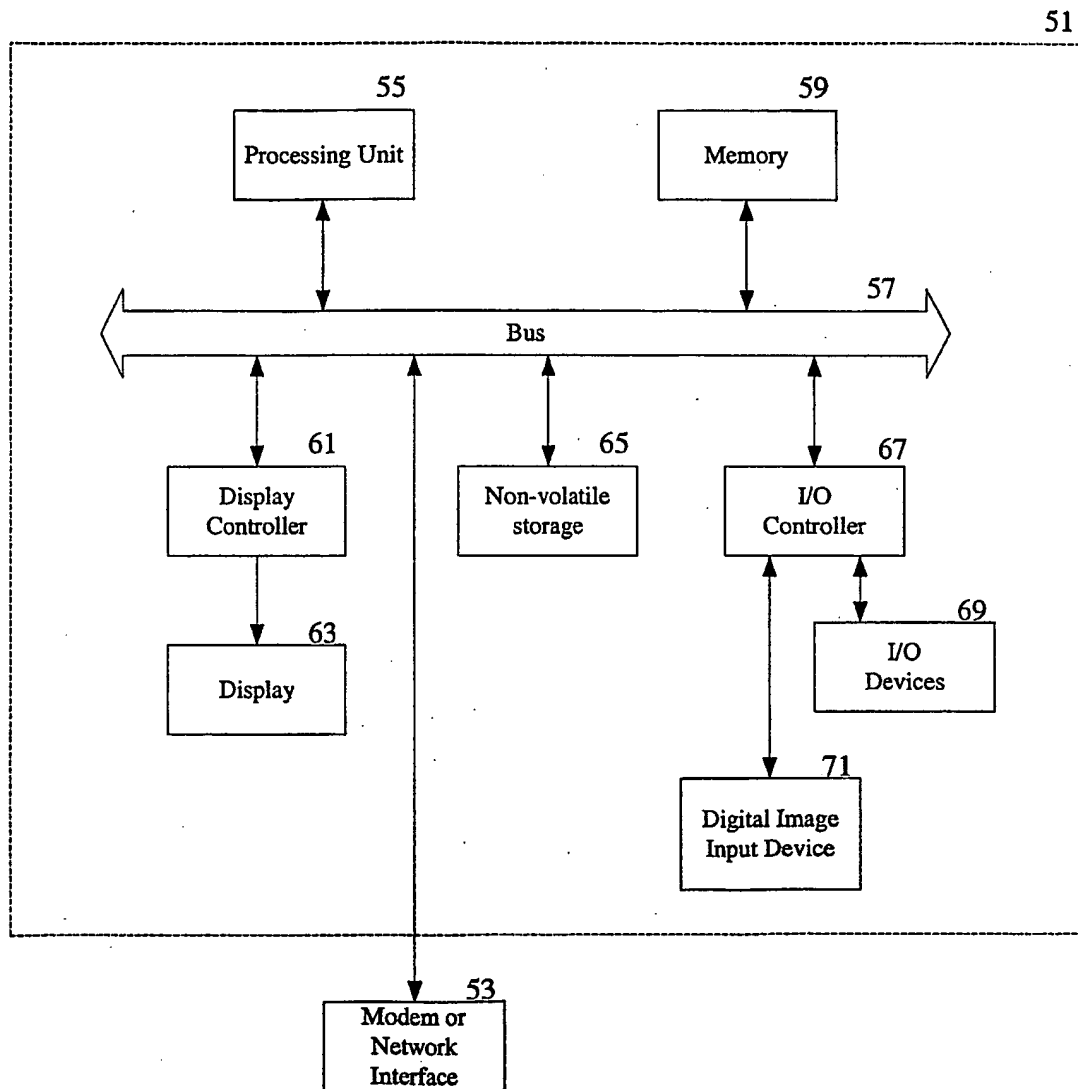 51
55
Processing Unit
59
Memory
57
Bus
61
Display
Controller
65
Non-volatile
storage
67
I/O
Controller
63
Display
69
I/O
Devices
71
Digital Image
Input Device
53
Modem or
Network
Interface